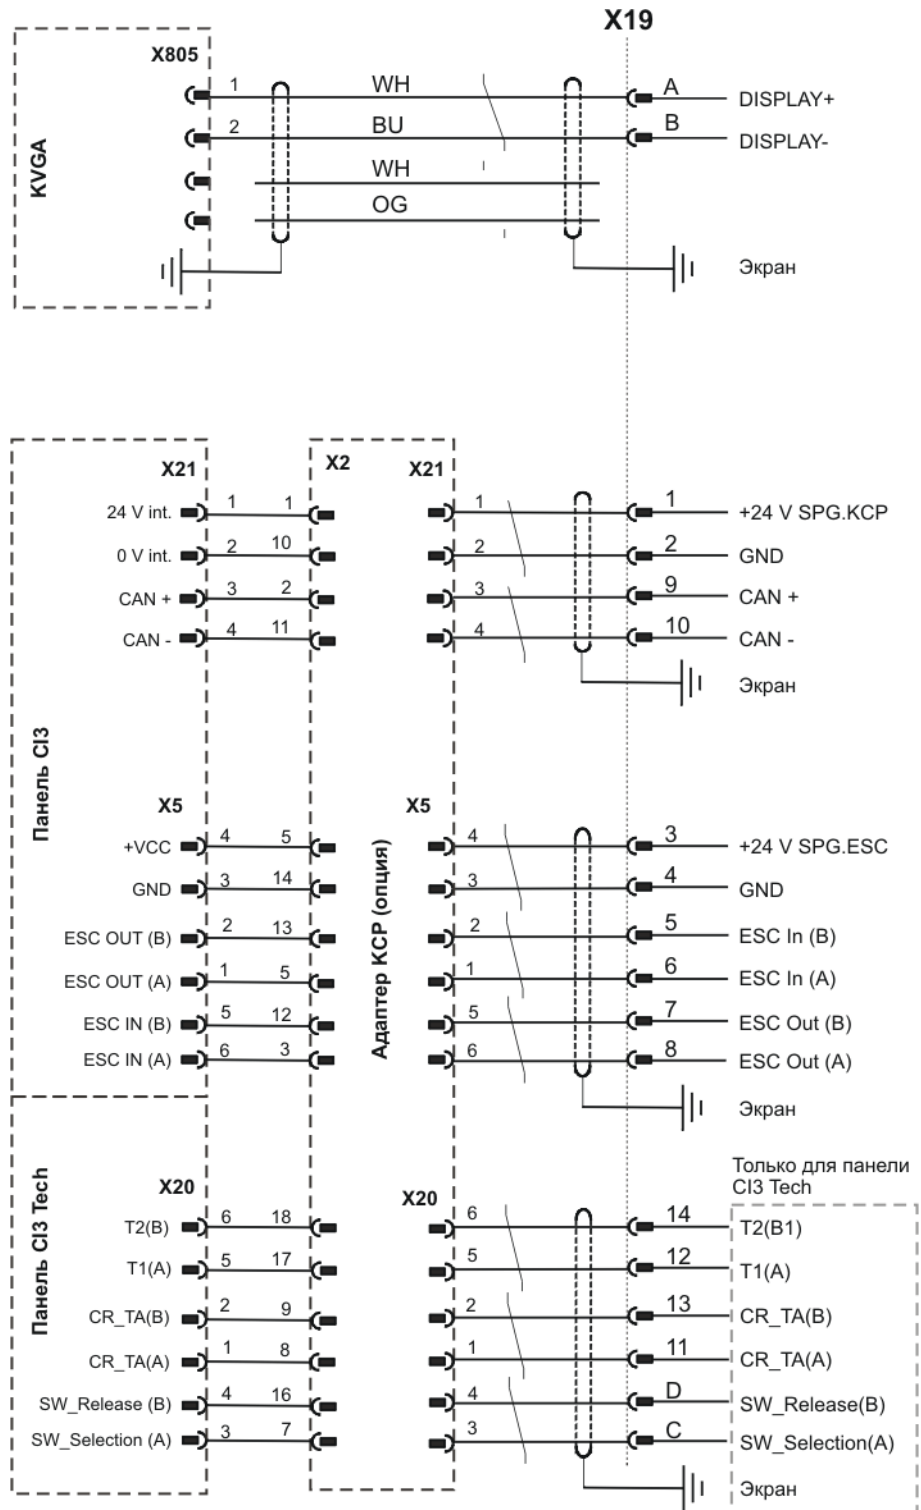 X19
X805
KVGA
1 WH A DISPLAY+
2 BU B DISPLAY-
WH
OG
Экран
X21 X2 X21
24 V int. 1 1 1 1 +24 V SPG.KCP
0 V int. 2 10 2 2 GND
CAN + 3 2 3 9 CAN +
CAN - 4 11 4 10 CAN -
Экран
Панель CI3
Адаптер KCP (опция)
X5 X5
+VCC 4 5 4 3 +24 V SPG.ESC
GND 3 14 3 4 GND
ESC OUT (B) 2 13 2 5 ESC In (B)
ESC OUT (A) 1 5 1 6 ESC In (A)
ESC IN (B) 5 12 5 7 ESC Out (B)
ESC IN (A) 6 3 6 8 ESC Out (A)
Экран
Только для панели
CI3 Tech
Панель CI3 Tech
X20 X20
T2(B) 6 18 6 14 T2(B1)
T1(A) 5 17 5 12 T1(A)
CR_TA(B) 2 9 2 13 CR_TA(B)
CR_TA(A) 1 8 1 11 CR_TA(A)
SW_Release (B) 4 16 4 D SW_Release(B)
SW_Selection (A) 3 7 3 C SW_Selection(A)
Экран